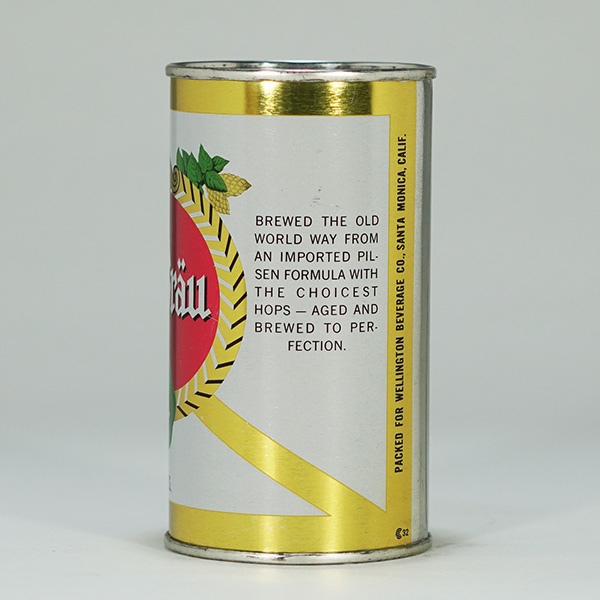 räu
BREWED THE OLD
WORLD WAY FROM
AN IMPORTED PIL-
SEN FORMULA WITH
THE CHOICEST
HOPS — AGED AND
BREWED TO PER-
FECTION.
PACKED FOR WELLINGTON BEVERAGE CO., SANTA MONICA, CALIF.
32